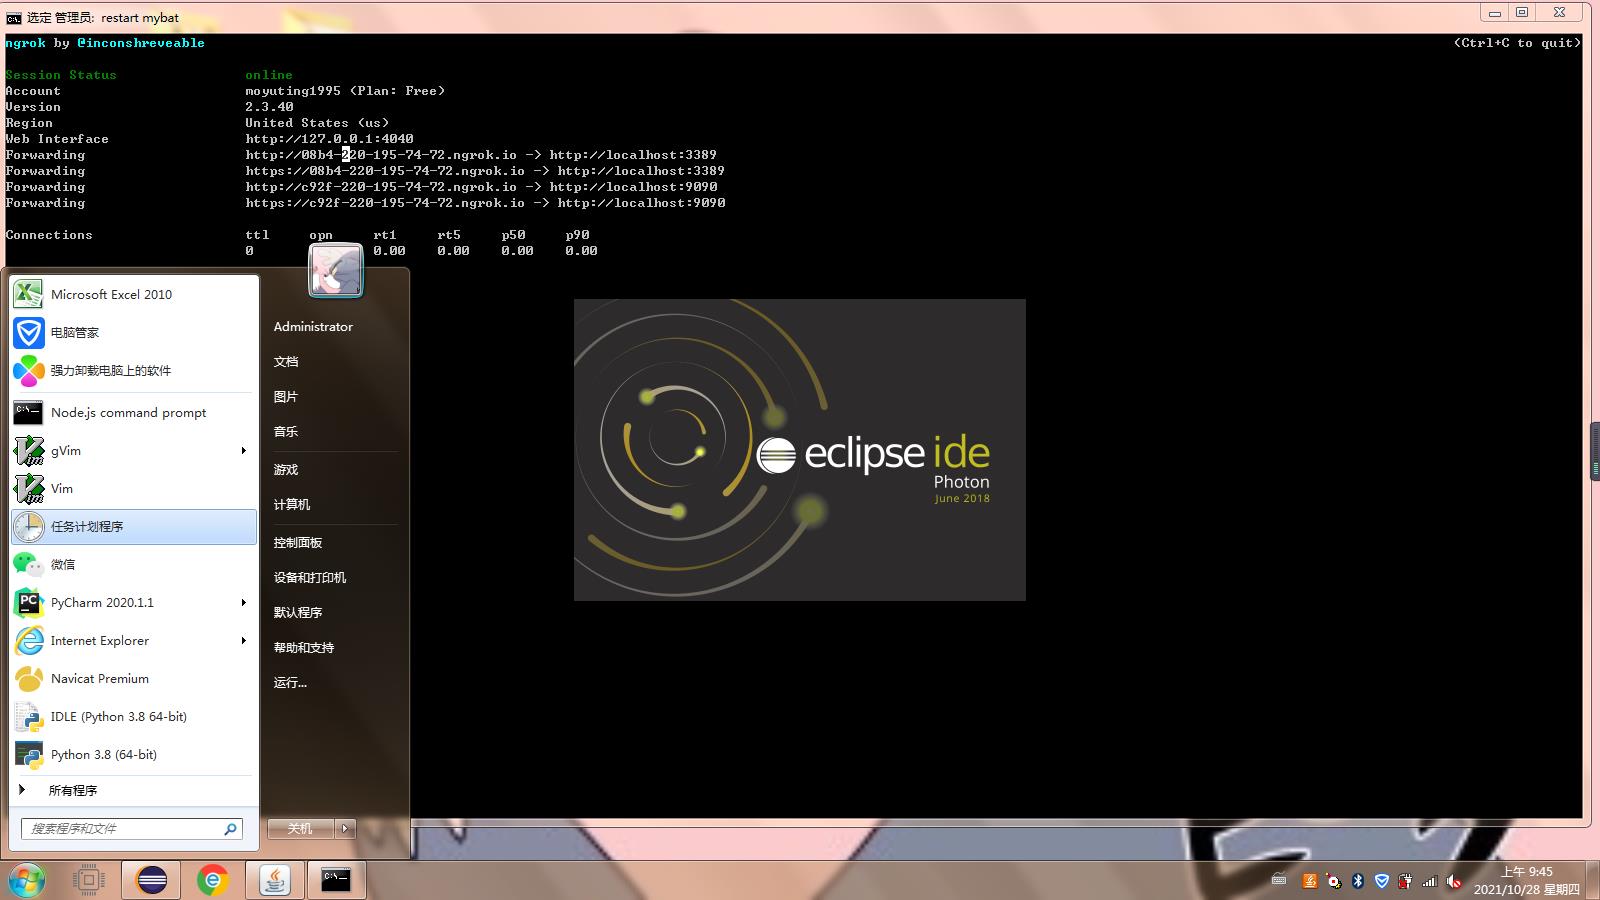 选定 管理员: restart mybat
ngrok by @inconshreveable (Ctrl+C to quit)
Session Status online
Account moyuting1995 (Plan: Free)
Version 2.3.40
Region United States (us)
Web Interface http://127.0.0.1:4040
Forwarding http://08b4-220-195-74-72.ngrok.io -> http://localhost:3389
Forwarding https://08b4-220-195-74-72.ngrok.io -> http://localhost:3389
Forwarding http://c92f-220-195-74-72.ngrok.io -> http://localhost:9090
Forwarding https://c92f-220-195-74-72.ngrok.io -> http://localhost:9090
Connections ttl opn rt1 rt5 p50 p90
0 0.00 0.00 0.00 0.00
Microsoft Excel 2010
电脑管家
强力卸载电脑上的软件
Node.js command prompt
gVim
Vim
任务计划程序
微信
PyCharm 2020.1.1
Internet Explorer
Navicat Premium
IDLE (Python 3.8 64-bit)
Python 3.8 (64-bit)
所有程序
搜索程序和文件
Administrator
文档
图片
音乐
游戏
计算机
控制面板
设备和打印机
默认程序
帮助和支持
运行...
关机
eclipse ide
Photon
June 2018
上午 9:45
2021/10/28 星期四